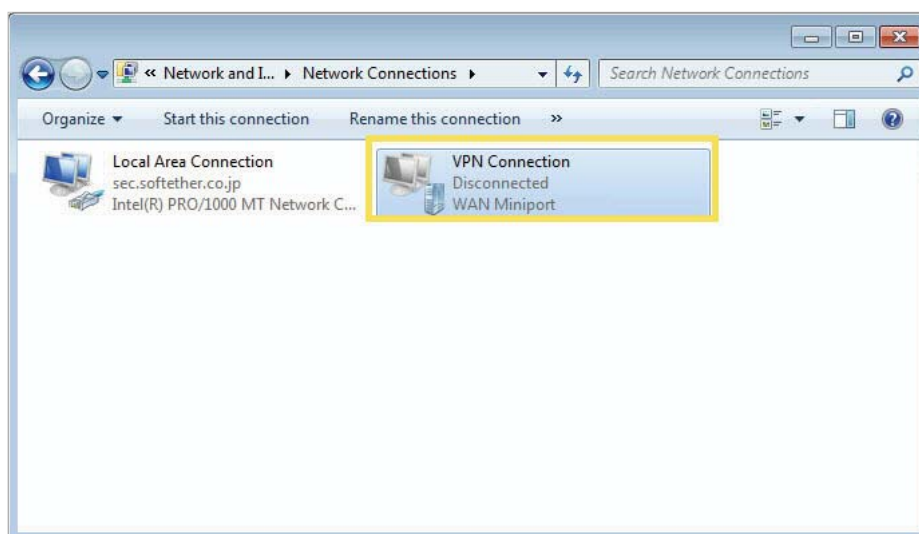 « Network and I... ▸ Network Connections ▸ Search Network Connections
Organize ▾ Start this connection Rename this connection »
Local Area Connection
sec.softether.co.jp
Intel(R) PRO/1000 MT Network C...
VPN Connection
Disconnected
WAN Miniport